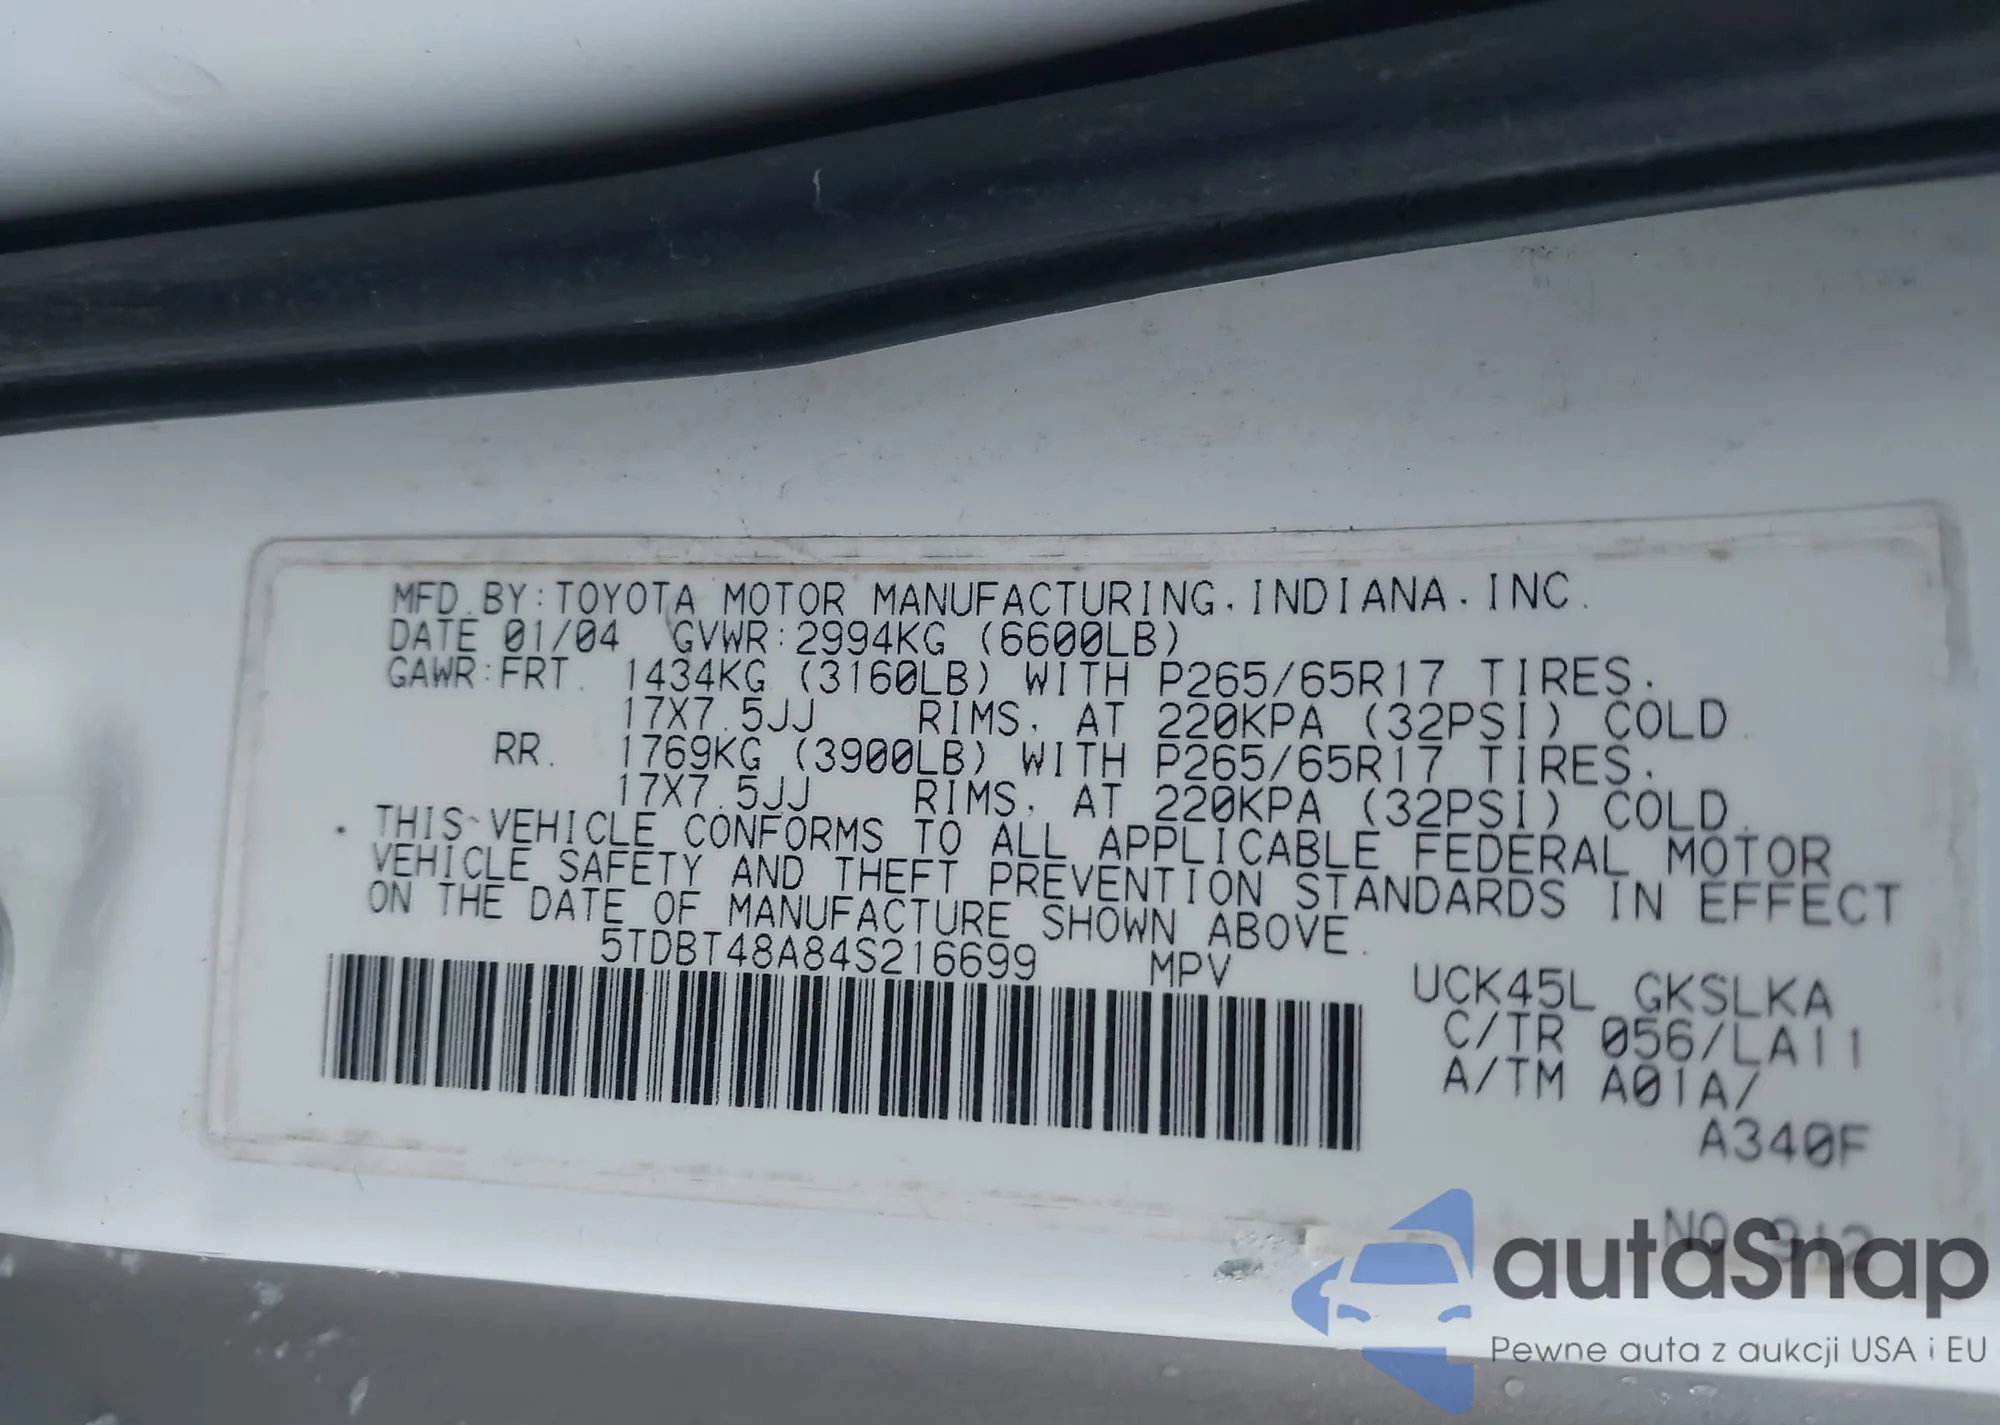 MFD. BY: TOYOTA MOTOR MANUFACTURING. INDIANA. INC.
DATE 01/04 GVWR: 2994KG (6600LB)
GAWR: FRT. 1434KG (3160LB) WITH P265/65R17 TIRES.
17X7.5JJ RIMS. AT 220KPA (32PSI) COLD.
RR. 1769KG (3900LB) WITH P265/65R17 TIRES.
17X7.5JJ RIMS. AT 220KPA (32PSI) COLD.
THIS VEHICLE CONFORMS TO ALL APPLICABLE FEDERAL MOTOR
VEHICLE SAFETY AND THEFT PREVENTION STANDARDS IN EFFECT
ON THE DATE OF MANUFACTURE SHOWN ABOVE.
5TDBT48A84S216699 MPV
UCK45L GKSLKA
C/TR 056/LA11
A/TM A01A/
A340F
NO. 912
autaSnap
Pewne auta z aukcji USA i EU